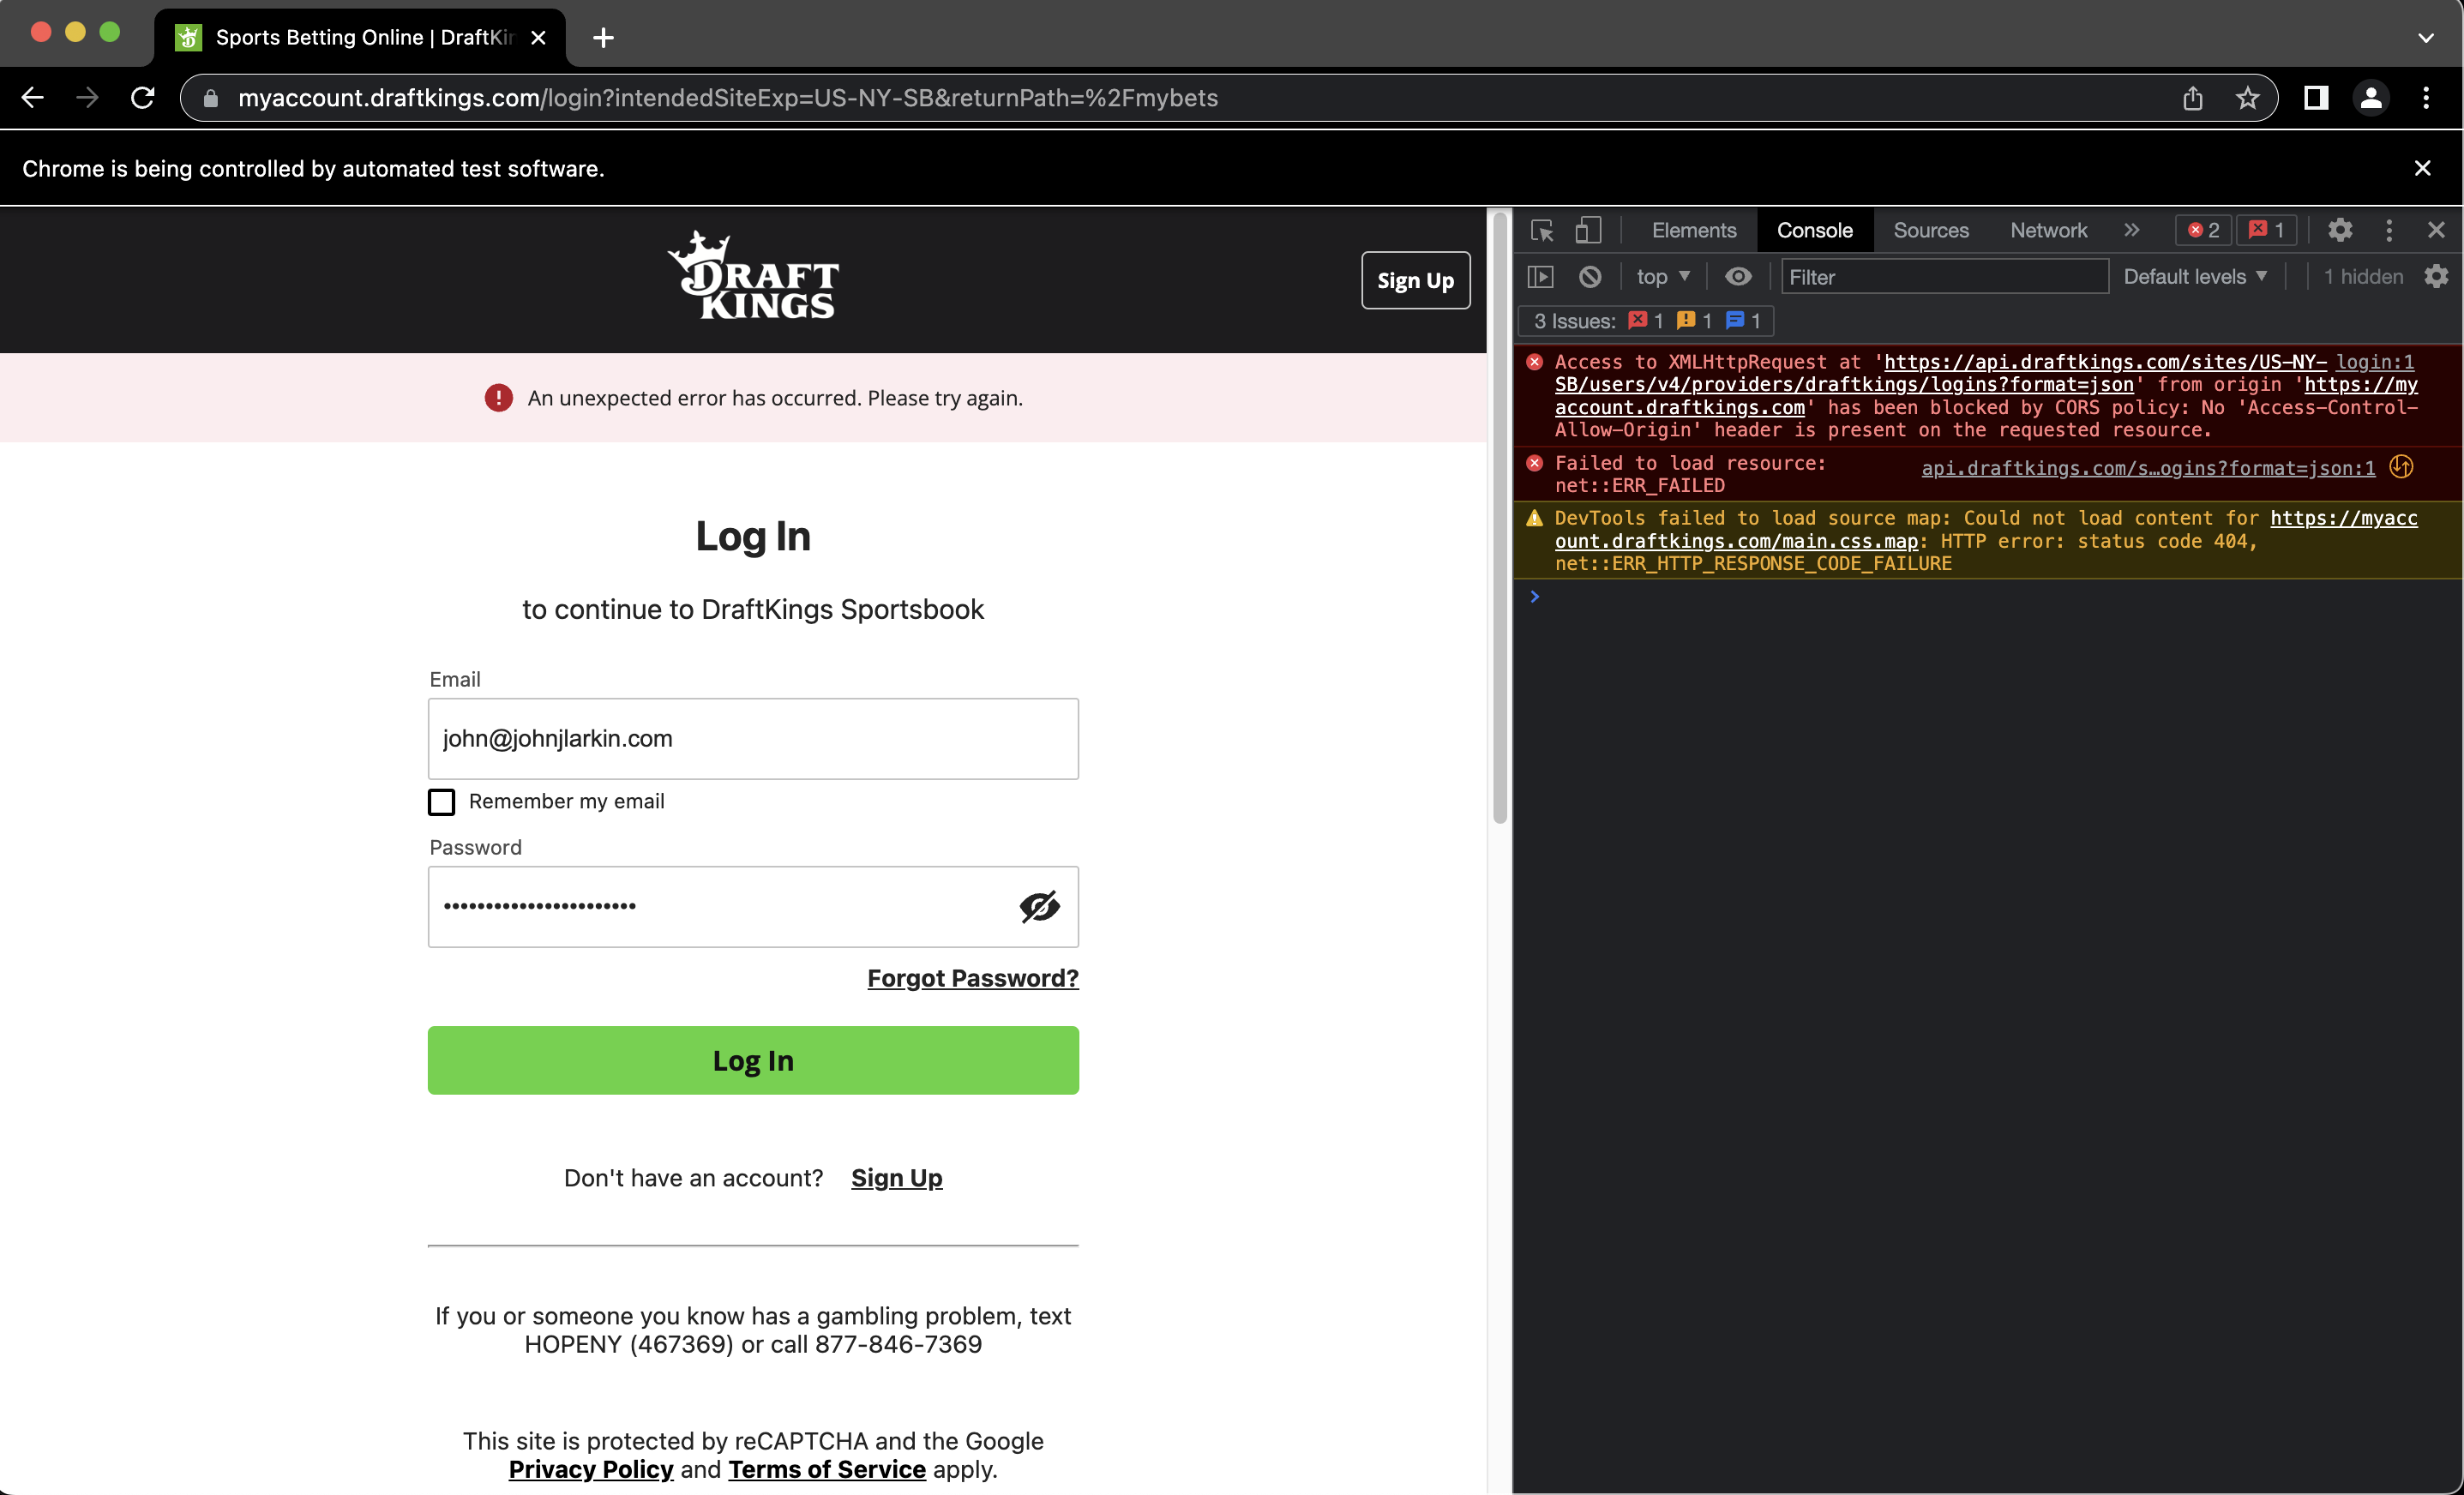 Sports Betting Online | DraftKin
myaccount.draftkings.com/login?intendedSiteExp=US-NY-SB&returnPath=%2Fmybets
Chrome is being controlled by automated test software.
DRAFT
KINGS
Sign Up
An unexpected error has occurred. Please try again.
Log In
to continue to DraftKings Sportsbook
Email
john@johnjlarkin.com
Remember my email
Password
Forgot Password?
Log In
Don't have an account? Sign Up
If you or someone you know has a gambling problem, text
HOPENY (467369) or call 877-846-7369
This site is protected by reCAPTCHA and the Google
Privacy Policy and Terms of Service apply.
Elements Console Sources Network » 2 1
top Filter Default levels 1 hidden
3 Issues: 1 1 1
Access to XMLHttpRequest at 'https://api.draftkings.com/sites/US-NY- login:1
SB/users/v4/providers/draftkings/logins?format=json' from origin 'https://my
account.draftkings.com' has been blocked by CORS policy: No 'Access-Control-
Allow-Origin' header is present on the requested resource.
Failed to load resource: api.draftkings.com/s…ogins?format=json:1
net::ERR_FAILED
DevTools failed to load source map: Could not load content for https://myacc
ount.draftkings.com/main.css.map: HTTP error: status code 404,
net::ERR_HTTP_RESPONSE_CODE_FAILURE